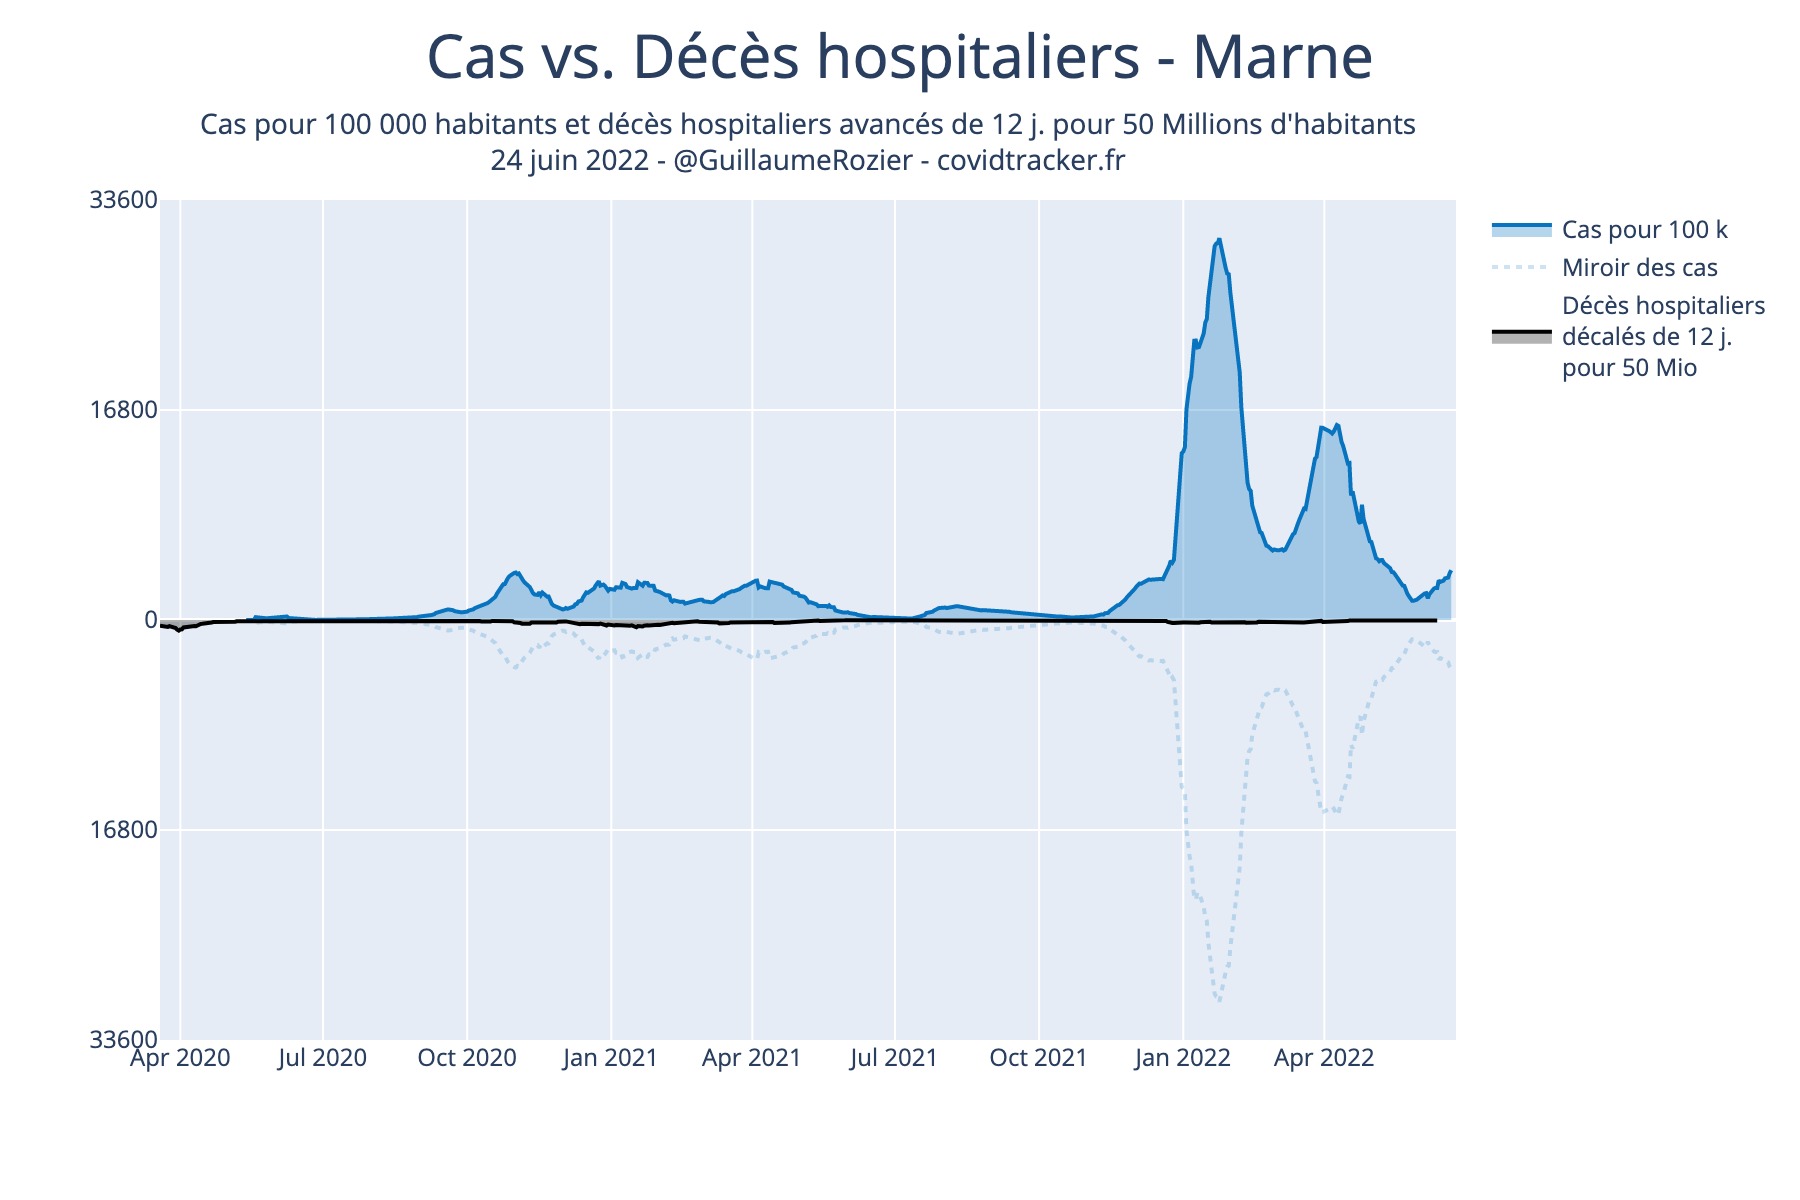 Cas vs. Décès hospitaliers - Marne
Cas pour 100 000 habitants et décès hospitaliers avancés de 12 j. pour 50 Millions d'habitants
24 juin 2022 - @GuillaumeRozier - covidtracker.fr
33600
16800
0
16800
33600
Apr 2020
Jul 2020
Oct 2020
Jan 2021
Apr 2021
Jul 2021
Oct 2021
Jan 2022
Apr 2022
Cas pour 100 k
Miroir des cas
Décès hospitaliers
décalés de 12 j.
pour 50 Mio